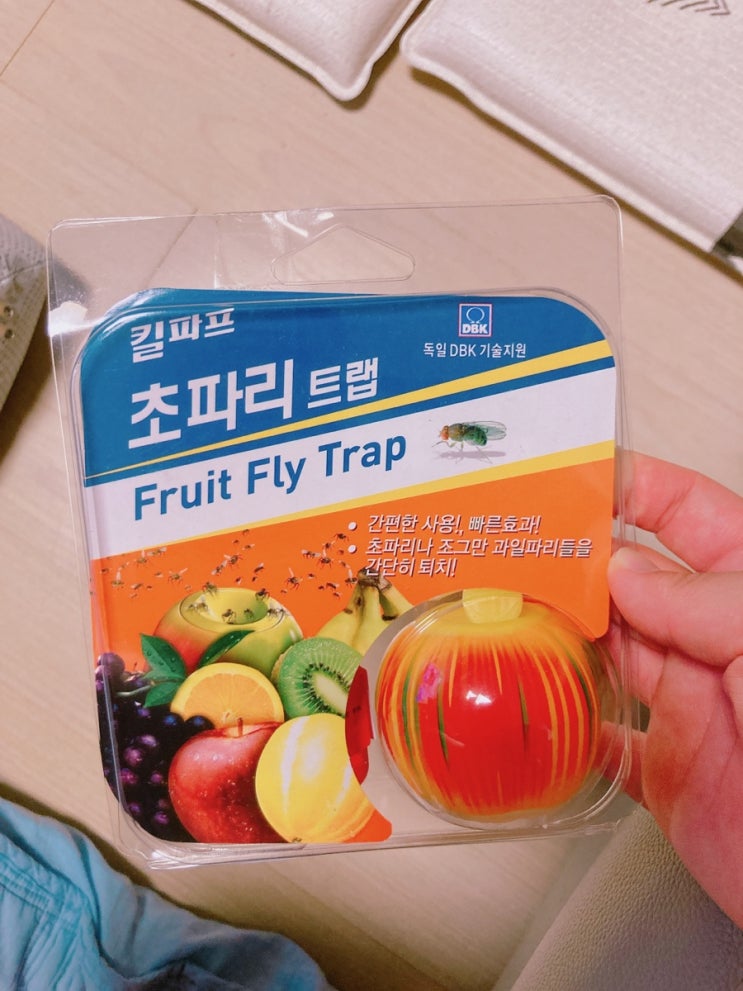 킬파프
DBK
독일 DBK 기술지원
초파리 트랩
Fruit Fly Trap
• 간편한 사용!, 빠른효과!
• 초파리나 조그만 과일파리들을
간단히 퇴치!